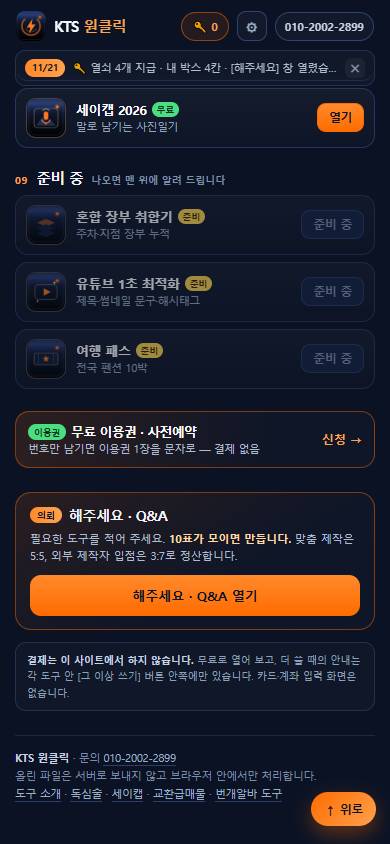 KTS 원클릭
0
010-2002-2899
11/21 열쇠 4개 지급 · 내 박스 4칸 · [해주세요] 창 열렸습...
세이캅 2026 무료
말로 남기는 사진일기
열기
09 준비 중 나오면 맨 위에 알려 드립니다
혼합 장부 취합기 준비
주차·지점 장부 누적
준비 중
유튜브 1초 최적화 준비
제목·썸네일 문구·해시태그
준비 중
여행 패스 준비
전국 펜션 10박
준비 중
이용권 무료 이용권 · 사전예약
번호만 남기면 이용권 1장을 문자로 — 결제 없음
신청 →
의뢰 해주세요 · Q&A
필요한 도구를 적어 주세요. 10표가 모이면 만듭니다. 맞춤 제작은
5:5, 외부 제작자 입점은 3:7로 정산합니다.
해주세요 · Q&A 열기
결제는 이 사이트에서 하지 않습니다. 무료로 열어 보고, 더 쓸 때의 안내는
각 도구 안 [그 이상 쓰기] 버튼 안쪽에만 있습니다. 카드·계좌 입력 화면은
없습니다.
KTS 원클릭 · 문의 010-2002-2899
올린 파일은 서버로 보내지 않고 브라우저 안에서만 처리합니다.
도구 소개 · 독심술 · 세이캅 · 교환급매물 · 번개알바 도구
↑ 위로